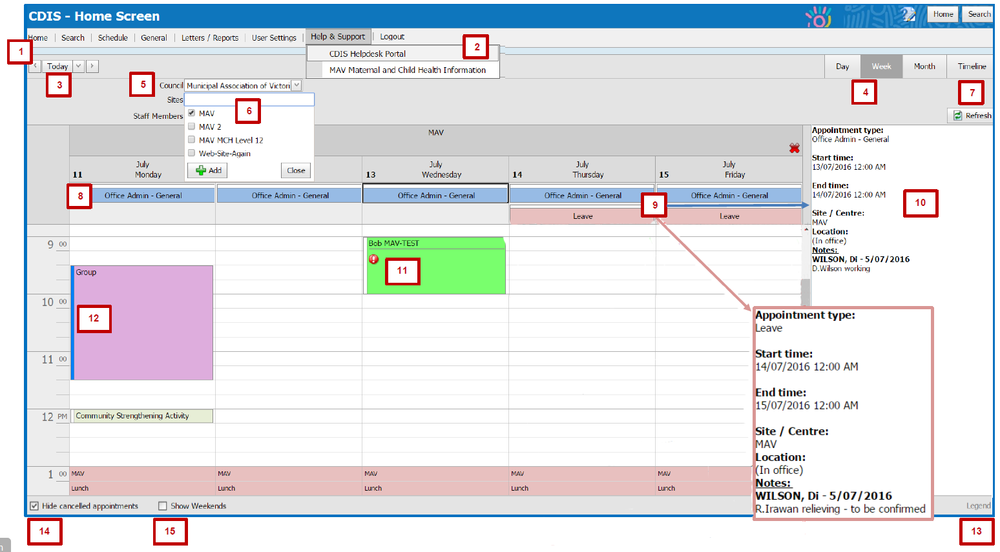 CDIS - Home Screen
Home Search
Home | Search | Schedule | General | Letters / Reports | User Settings | Help & Support | Logout
1
2
CDIS Helpdesk Portal
MAV Maternal and Child Health Information
Today
Day Week Month Timeline
3
5
4
7
Council Municipal Association of Victori
Sites
6
Staff Members
MAV
MAV 2
MAV MCH Level 12
Web-Site-Again
Add Close
Refresh
MAV
July
11 Monday
July
13 Wednesday
July
14 Thursday
July
15 Friday
8
Office Admin - General
Office Admin - General
Office Admin - General
Office Admin - General
Office Admin - General
9
Leave
Leave
Appointment type:
Office Admin - General
Start time:
13/07/2016 12:00 AM
End time:
14/07/2016 12:00 AM
10
Site / Centre:
MAV
Location:
(In office)
Notes:
WILSON, Di - 5/07/2016
D.Wilson working
9 00
Bob MAV-TEST
11
Group
10 00
12
11 00
12 PM
Community Strengthening Activity
1 00
MAV MAV MAV MAV MAV
Lunch Lunch Lunch Lunch Lunch
Appointment type:
Leave
Start time:
14/07/2016 12:00 AM
End time:
15/07/2016 12:00 AM
Site / Centre:
MAV
Location:
(In office)
Notes:
WILSON, Di - 5/07/2016
R.Irawan relieving - to be confirmed
Hide cancelled appointments Show Weekends Legend
14
15
13